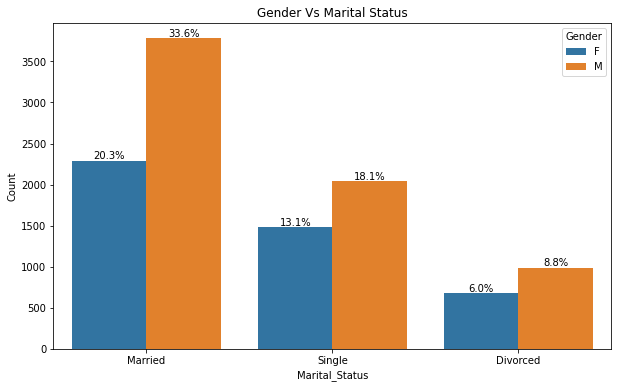 Gender Vs Marital Status
Gender
F
M
33.6%
20.3%
18.1%
13.1%
8.8%
6.0%
Count
3500
3000
2500
2000
1500
1000
500
0
Married
Single
Divorced
Marital_Status